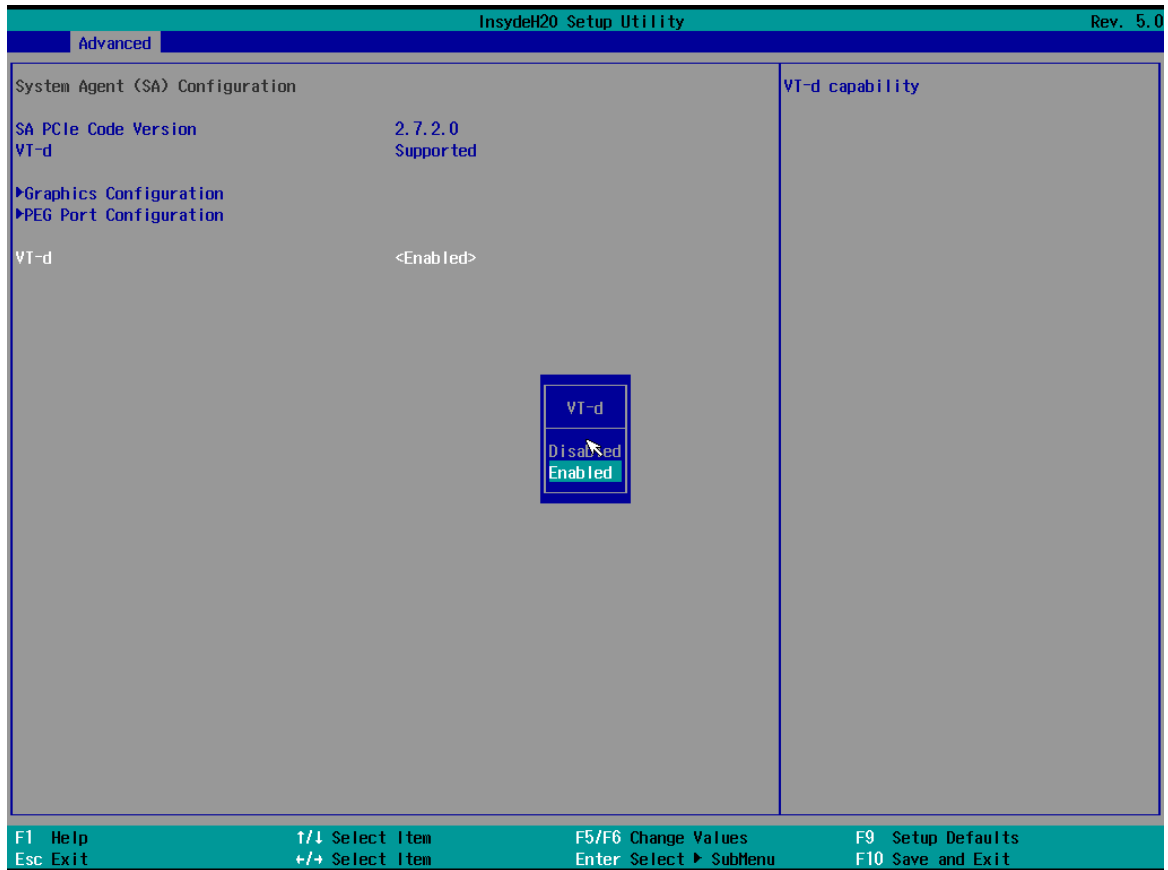 InsydeH2O Setup Utility Rev. 5.0
Advanced
System Agent (SA) Configuration
VT-d capability
SA PCIe Code Version 2.7.2.0
VT-d Supported
▶Graphics Configuration
▶PEG Port Configuration
VT-d <Enabled>
VT-d
Disabled
Enabled
F1 Help ↑/↓ Select Item F5/F6 Change Values F9 Setup Defaults
Esc Exit ←/→ Select Item Enter Select ▶ SubMenu F10 Save and Exit